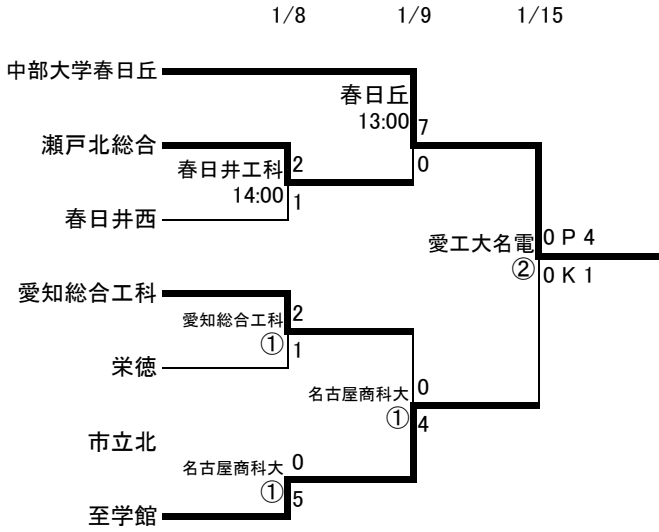 1/8 1/9 1/15
中部大学春日丘
春日丘
13:00 7
瀬戸北総合
0
春日井工科 2
14:00 1
春日井西
愛工大名電 0 P 4
② 0 K 1
愛知総合工科
愛知総合工科 2
① 1
栄徳
名古屋商科大 0
① 4
市立北
名古屋商科大 0
① 5
至学館